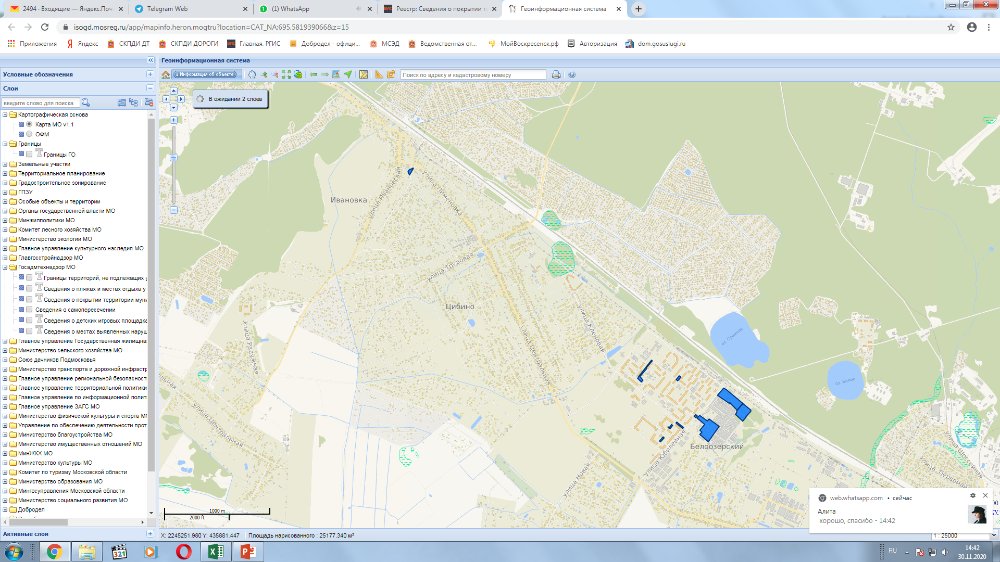 2494 · Входящие — Яндекс.Поч
Telegram Web
(1) WhatsApp
Реестр: Сведения о покрытии т
Геоинформационная система
isogd.mosreg.ru/app/mapinfo.heron.mogtru?location=CAT_NA:695,581939066&z=15
Приложения
Яндекс
СКПДИ ДТ
СКПДИ ДОРОГИ
Главная. РГИС
Добродел - офици...
МСЭД
Ведомственная от...
МойВоскресенск.рф
Авторизация
dom.gosuslugi.ru
Геоинформационная система
Условные обозначения
Информация об объекте
Поиск по адресу и кадастровому номеру
Слои
введите слово для поиска
В ожидании 2 слоев
Картографическая основа
Карта МО v1.1
ОФМ
Границы
Границы ГО
Земельные участки
Территориальное планирование
Градостроительное зонирование
ГПЗУ
Особые объекты и территории
Органы государственной власти МО
Минжилполитики МО
Комитет лесного хозяйства МО
Министерство экологии МО
Главное управление культурного наследия МО
Главгосстройнадзор МО
Госадмтехнадзор МО
Границы территорий, не подлежащих у
Сведения о пляжах и местах отдыха у
Сведения о покрытии территории муни
Сведения о самопересечении
Сведения о детских игровых площадка
Сведения о местах выявленных наруш
Главное управление Государственная жилищна
Министерство сельского хозяйства МО
Союз дачников Подмосковья
Министерство транспорта и дорожной инфрастр
Главное управление региональной безопасност
Главное управление территориальной политики
Главное управление по информационной полит
Главное управление ЗАГС МО
Министерство физической культуры и спорта МО
Управление по обеспечению деятельности прот
Министерство благоустройства МО
Министерство имущественных отношений МО
МинЖКХ МО
Министерство культуры МО
Комитет по туризму Московской области
Министерство образования МО
Мингосуправления Московской области
Министерство социального развития МО
Добродел
Активные слои
Ивановка
улица Ивановская
улица Пименовка
улица Трудовая
Цибино
улица Кленовая
улица Центральная
улица Радужная
улица Центральная
оз. Срамное
оз. Белое
Белоозерский
улица Юбилейная
улица Новая
улица Шоссейная
улица Первома
1000 m
2000 ft
X: 2245251.980 Y: 435881.447
Площадь нарисованного : 25177.340 м²
1 : 25000
web.whatsapp.com • сейчас
Алита
хорошо, спасибо - 14:42
321
RU
14:42
30.11.2020